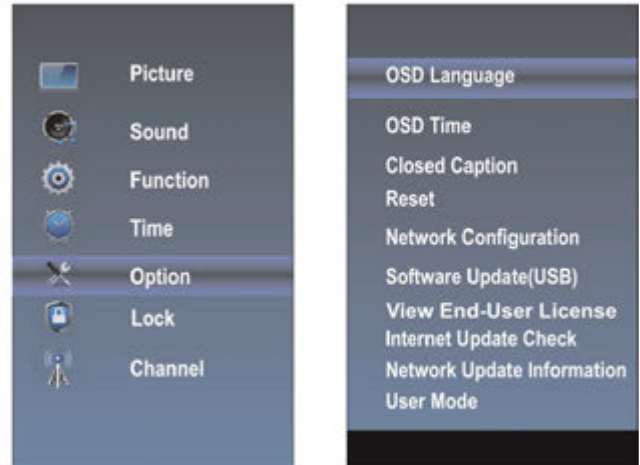 Picture
Sound
Function
Time
Option
Lock
Channel
OSD Language
OSD Time
Closed Caption
Reset
Network Configuration
Software Update(USB)
View End-User License
Internet Update Check
Network Update Information
User Mode